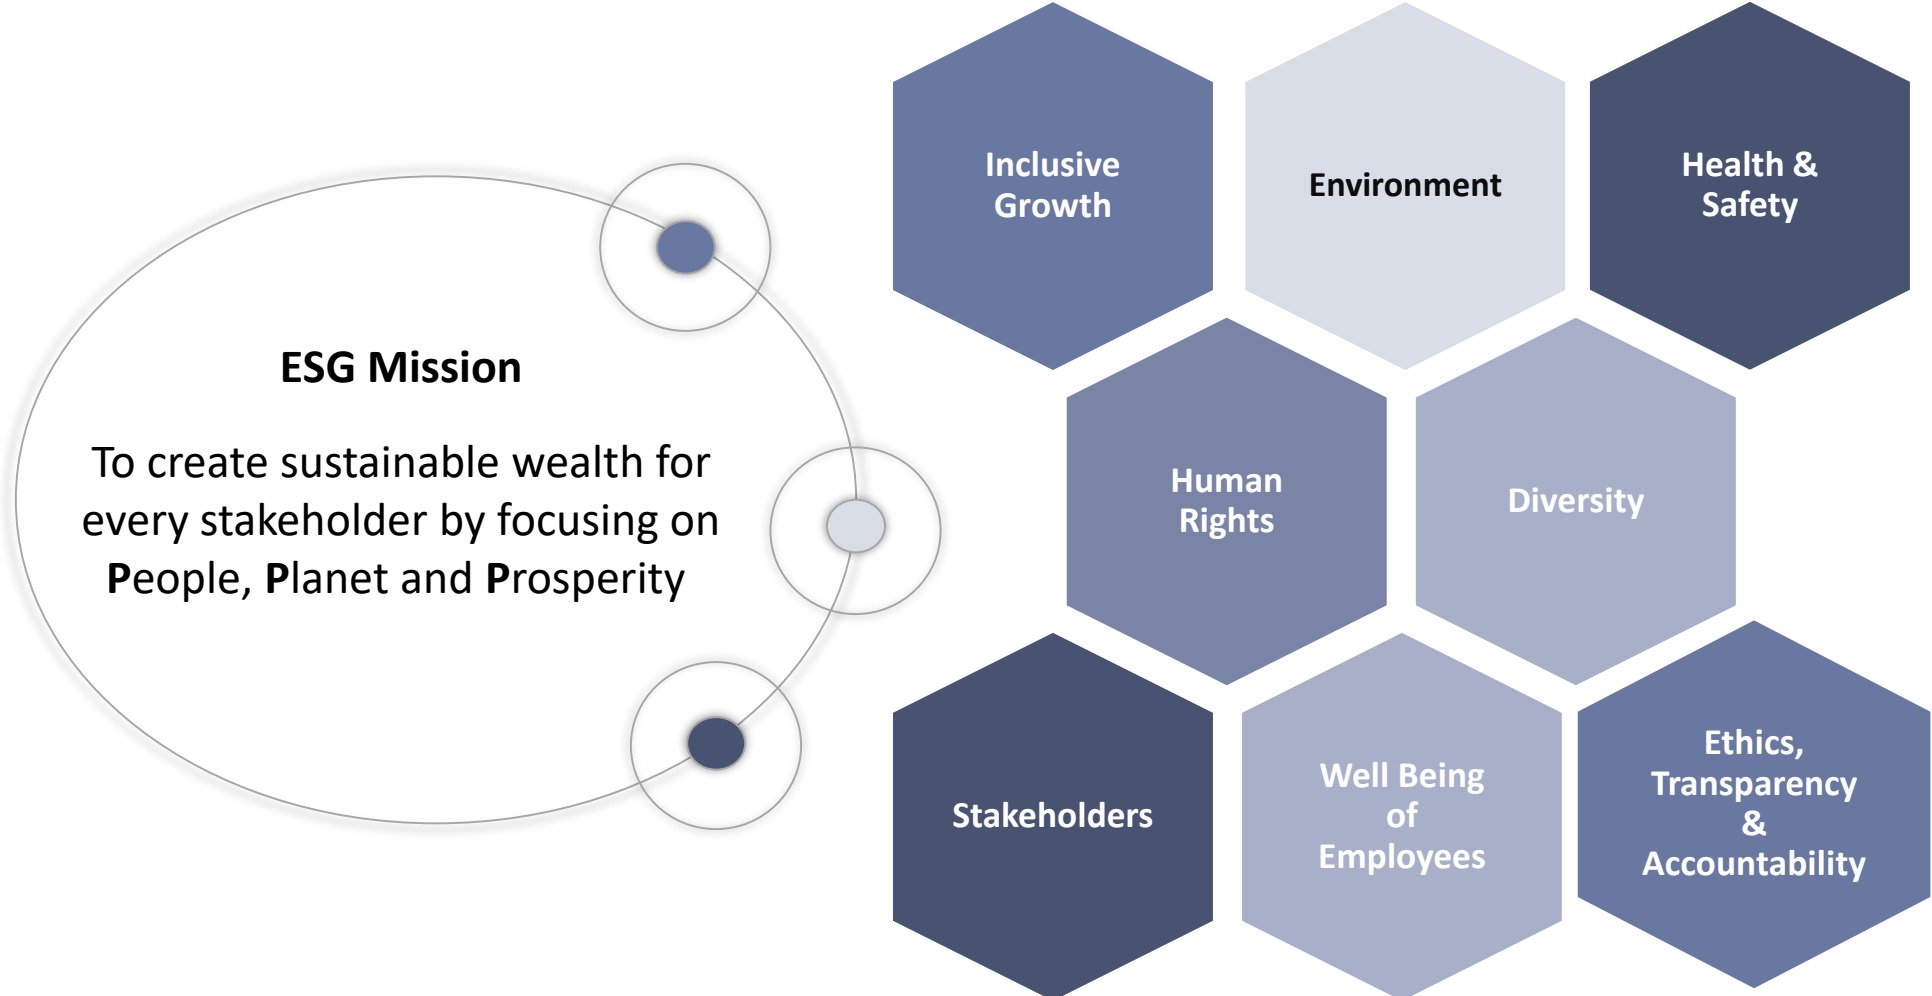 ESG Mission
To create sustainable wealth for
every stakeholder by focusing on
People, Planet and Prosperity
Inclusive
Growth
Environment
Health &
Safety
Human
Rights
Diversity
Stakeholders
Well Being
of
Employees
Ethics,
Transparency
&
Accountability